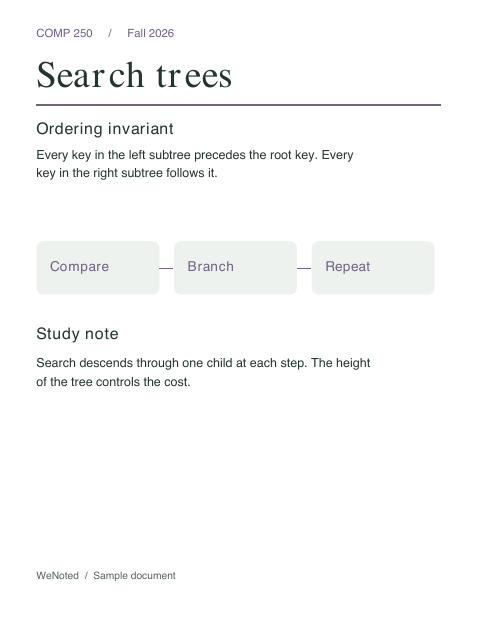 COMP 250 / Fall 2026
Search trees
Ordering invariant
Every key in the left subtree precedes the root key. Every
key in the right subtree follows it.
Compare
Branch
Repeat
Study note
Search descends through one child at each step. The height
of the tree controls the cost.
WeNoted / Sample document